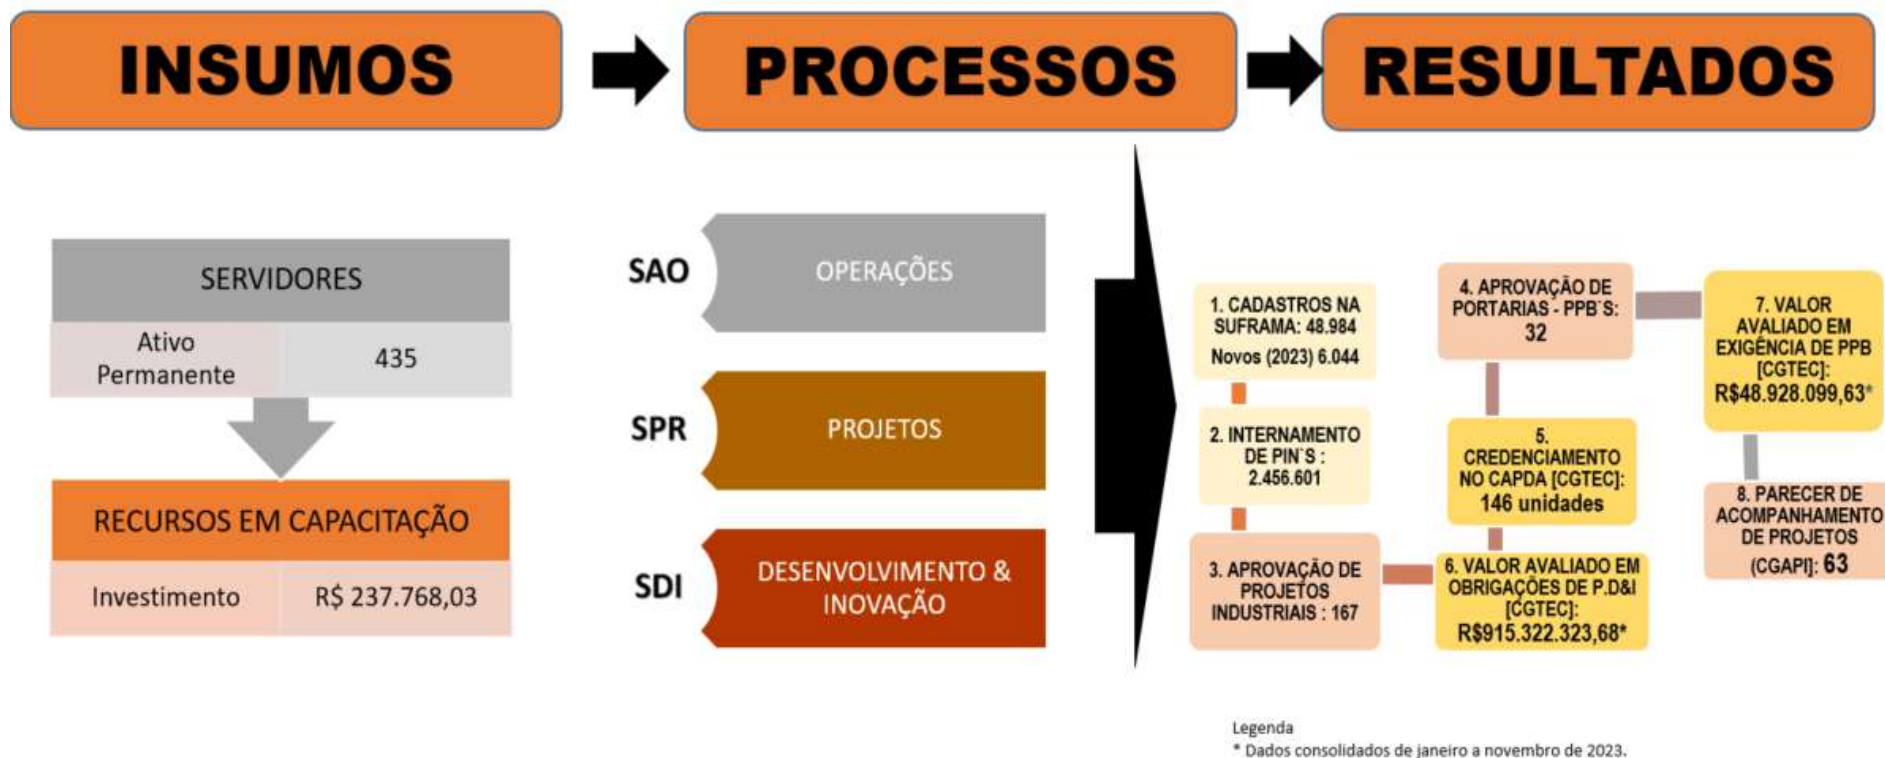 INSUMOS
PROCESSOS
RESULTADOS
SERVIDORES
Ativo
Permanente
435
RECURSOS EM CAPACITAÇÃO
Investimento
R$ 237.768,03
SAO
OPERAÇÕES
SPR
PROJETOS
SDI
DESENVOLVIMENTO &
INOVAÇÃO
1. CADASTROS NA
SUFRAMA: 48.984
Novos (2023) 6.044
2. INTERNAMENTO
DE PIN`S :
2.456.601
3. APROVAÇÃO DE
PROJETOS
INDUSTRIAIS : 167
4. APROVAÇÃO DE
PORTARIAS - PPB`S:
32
5.
CREDENCIAMENTO
NO CAPDA [CGTEC]:
146 unidades
6. VALOR AVALIADO EM
OBRIGAÇÕES DE P.D&I
[CGTEC]:
R$915.322.323,68*
7. VALOR
AVALIADO EM
EXIGÊNCIA DE PPB
[CGTEC]:
R$48.928.099,63*
8. PARECER DE
ACOMPANHAMENTO
DE PROJETOS
(CGAPI]: 63
Legenda
* Dados consolidados de janeiro a novembro de 2023.